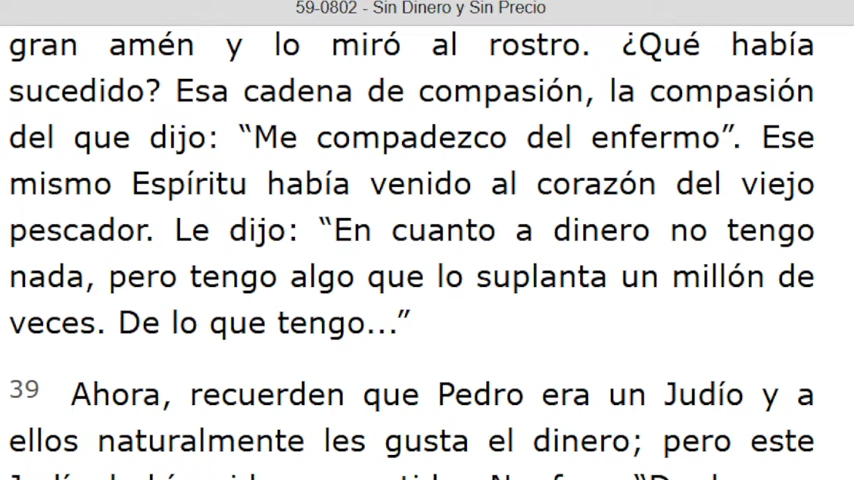 59-0802 - Sin Dinero y Sin Precio
gran amén y lo miró al rostro. ¿Qué había
sucedido? Esa cadena de compasión, la compasión
del que dijo: “Me compadezco del enfermo”. Ese
mismo Espíritu había venido al corazón del viejo
pescador. Le dijo: “En cuanto a dinero no tengo
nada, pero tengo algo que lo suplanta un millón de
veces. De lo que tengo...”
39 Ahora, recuerden que Pedro era un Judío y a
ellos naturalmente les gusta el dinero; pero este